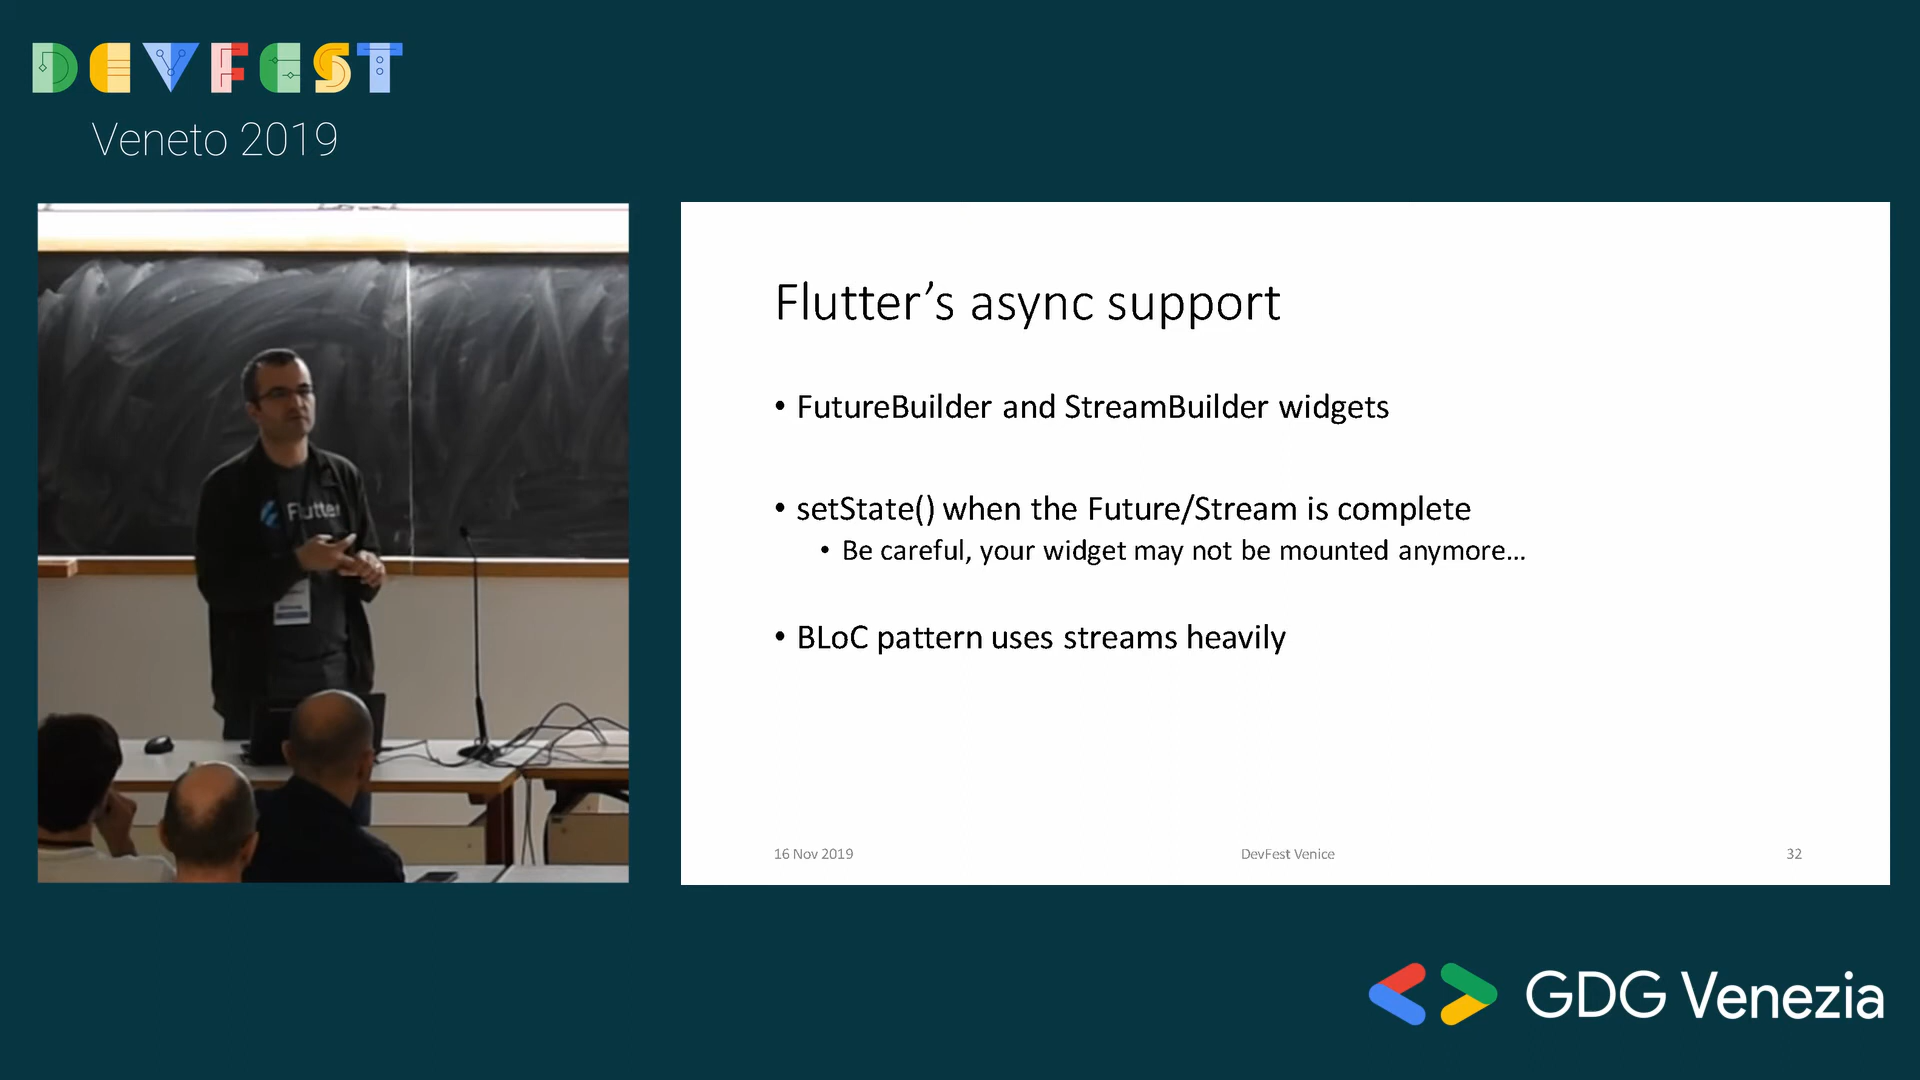 DEVFEST
Veneto 2019
Flutter
Flutter's async support
• FutureBuilder and StreamBuilder widgets
• setState() when the Future/Stream is complete
• Be careful, your widget may not be mounted anymore...
• BLoC pattern uses streams heavily
16 Nov 2019
DevFest Venice
32
GDG Venezia